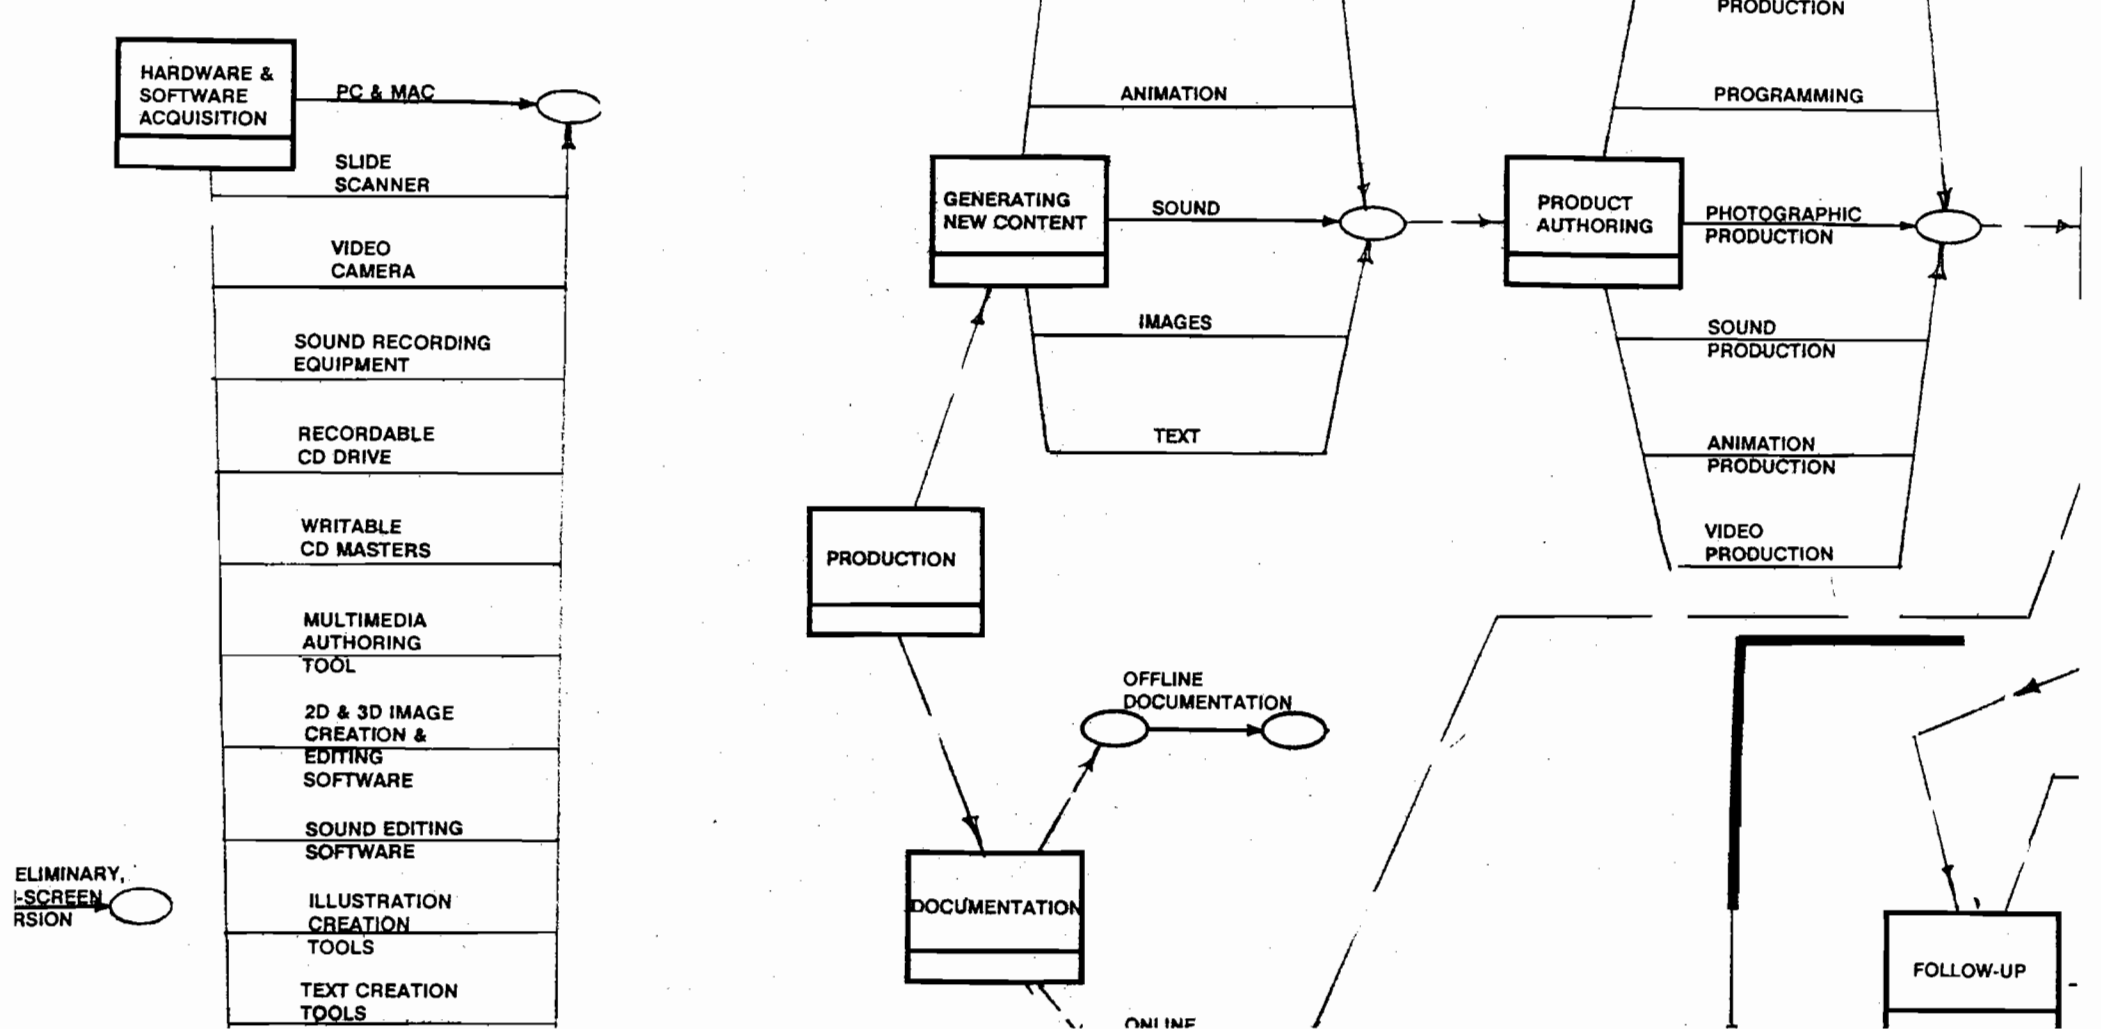 HARDWARE &
SOFTWARE
ACQUISITION
PC & MAC
SLIDE
SCANNER
VIDEO
CAMERA
SOUND RECORDING
EQUIPMENT
RECORDABLE
CD DRIVE
WRITABLE
CD MASTERS
MULTIMEDIA
AUTHORING
TOOL
2D & 3D IMAGE
CREATION &
EDITING
SOFTWARE
SOUND EDITING
SOFTWARE
ILLUSTRATION
CREATION
TOOLS
TEXT CREATION
TOOLS
ELIMINARY,
I-SCREEN
RSION
ANIMATION
GENERATING
NEW CONTENT
SOUND
IMAGES
TEXT
PRODUCTION
OFFLINE
DOCUMENTATION
DOCUMENTATION
ONLINE
PRODUCTION
PROGRAMMING
PRODUCT
AUTHORING
PHOTOGRAPHIC
PRODUCTION
SOUND
PRODUCTION
ANIMATION
PRODUCTION
VIDEO
PRODUCTION
FOLLOW-UP